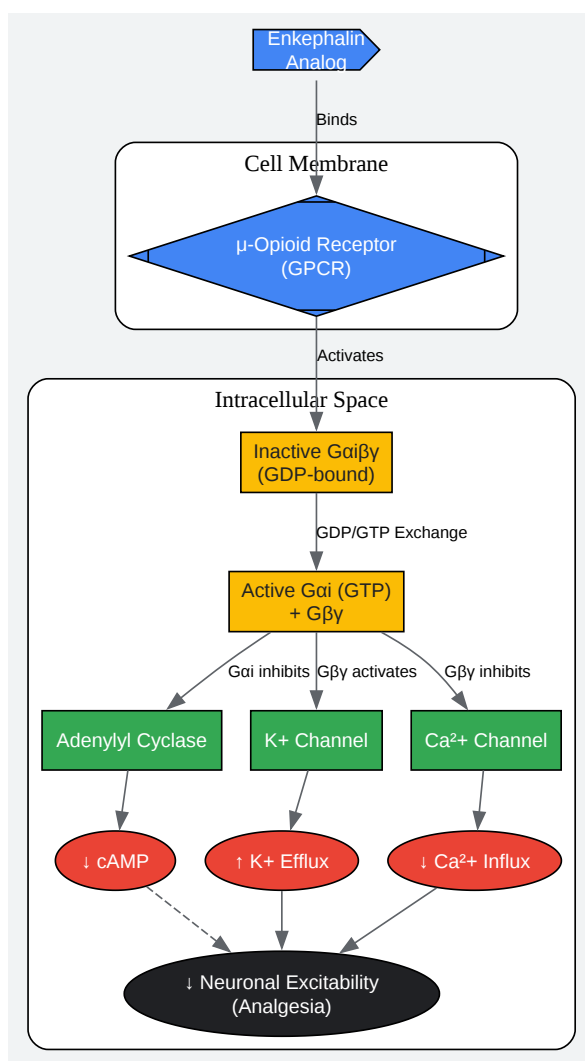 Enkephalin
Analog
Binds
Cell Membrane
μ-Opioid Receptor
(GPCR)
Activates
Intracellular Space
Inactive Gαiβγ
(GDP-bound)
GDP/GTP Exchange
Active Gαi (GTP)
+ Gβγ
Gαi inhibits
Gβγ activates
Gβγ inhibits
Adenylyl Cyclase
K+ Channel
Ca²+ Channel
↓ cAMP
↑ K+ Efflux
↓ Ca²+ Influx
↓ Neuronal Excitability
(Analgesia)